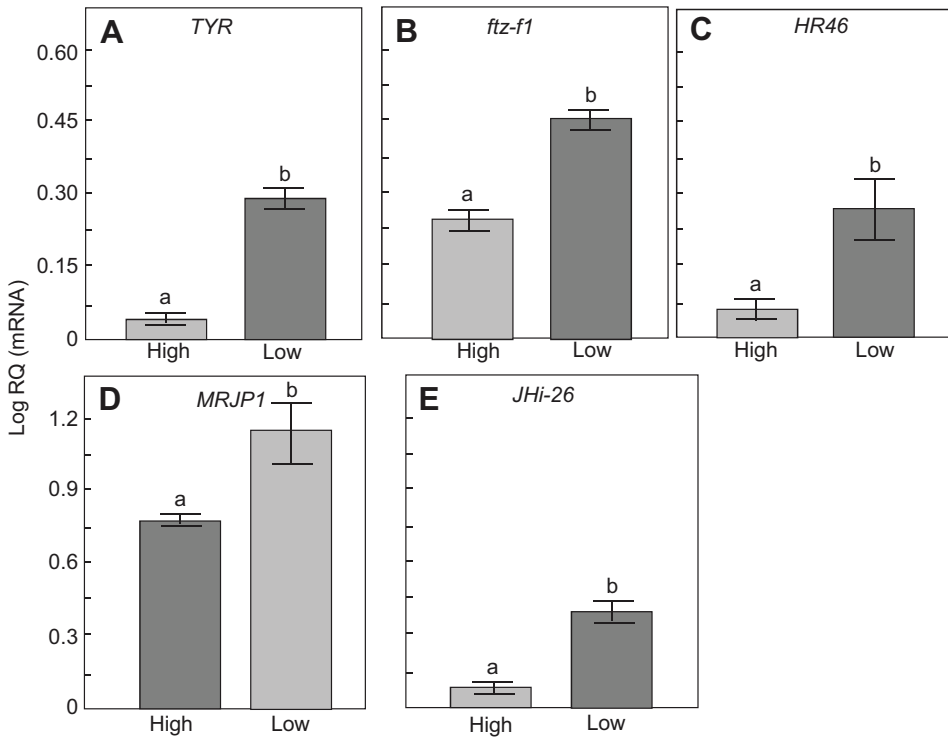 A TYR
B ftz-f1
C HR46
Log RQ (mRNA)
0.60
0.45
0.30
0.15
0
a
b
High Low
a
b
High Low
a
b
High Low
D MRJP1
E JHi-26
1.2
0.9
0.6
0.3
0
a
b
High Low
a
b
High Low